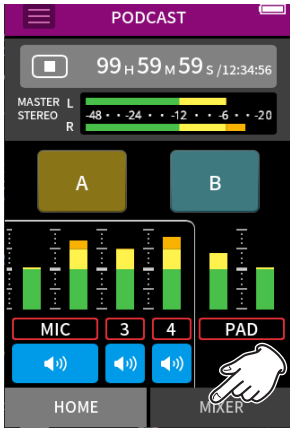 PODCAST
99 H 59 M 59 S /12:34:56
MASTER L
STEREO
-48 • • -24 • • -12 • • • -6 • • -20
R
A B
MIC 3 4 PAD
HOME MIXER